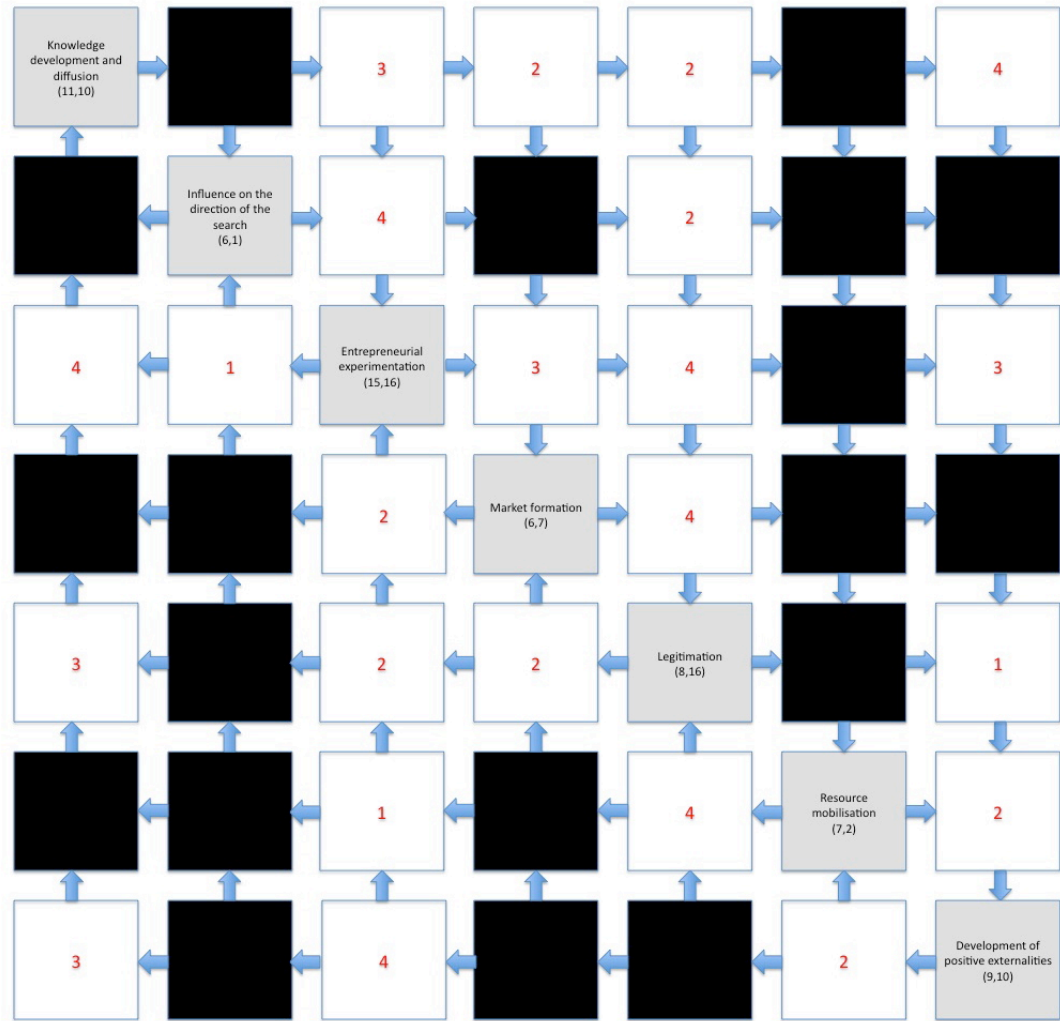 Knowledge
development and
diffusion
(11,10)
3
2
2
4
Influence on the
direction of the
search
(6,1)
4
2
4
1
Entrepreneurial
experimentation
(15,16)
3
4
3
2
Market formation
(6,7)
4
3
2
2
Legitimation
(8,16)
1
1
4
Resource
mobilisation
(7,2)
2
3
4
2
Development of
positive externalities
(9,10)